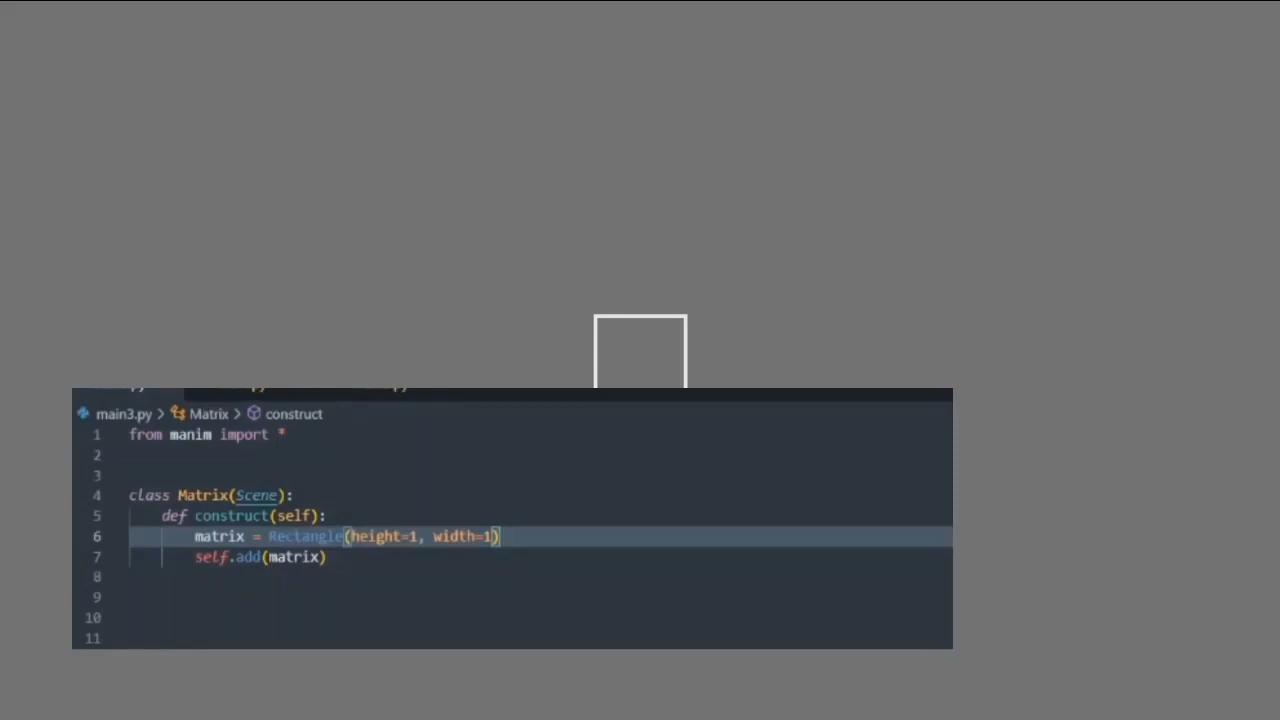 main3.py > Matrix > construct
1 from manim import *
2
3
4 class Matrix(Scene):
5 def construct(self):
6 matrix = Rectangle(height=1, width=1)
7 self.add(matrix)
8
9
10
11